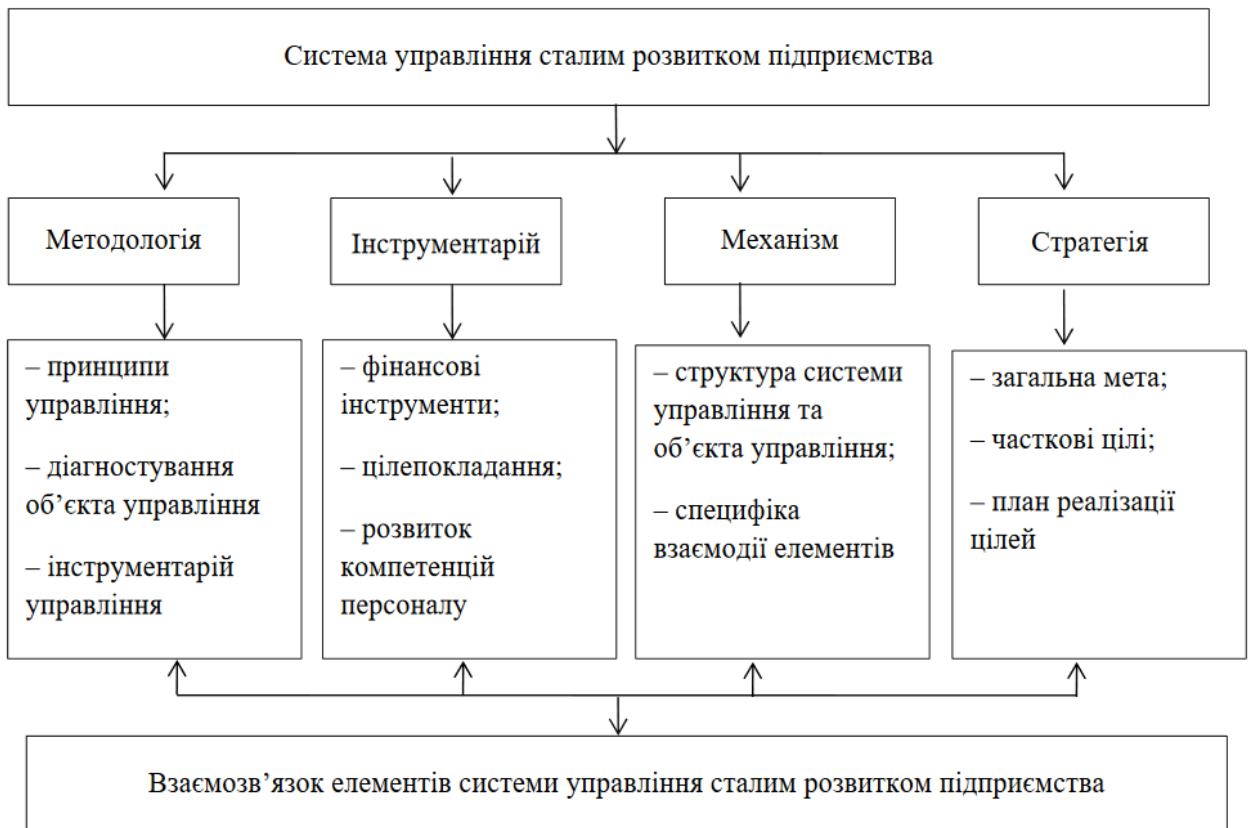 Система управління сталим розвитком підприємства
Методологія
Інструментарій
Механізм
Стратегія
– принципи
управління;
– діагностування
об’єкта управління
– інструментарій
управління
– фінансові
інструменти;
– цілепокладання;
– розвиток
компетенцій
персоналу
– структура системи
управління та
об’єкта управління;
– специфіка
взаємодії елементів
– загальна мета;
– часткові цілі;
– план реалізації
цілей
Взаємозв’язок елементів системи управління сталим розвитком підприємства